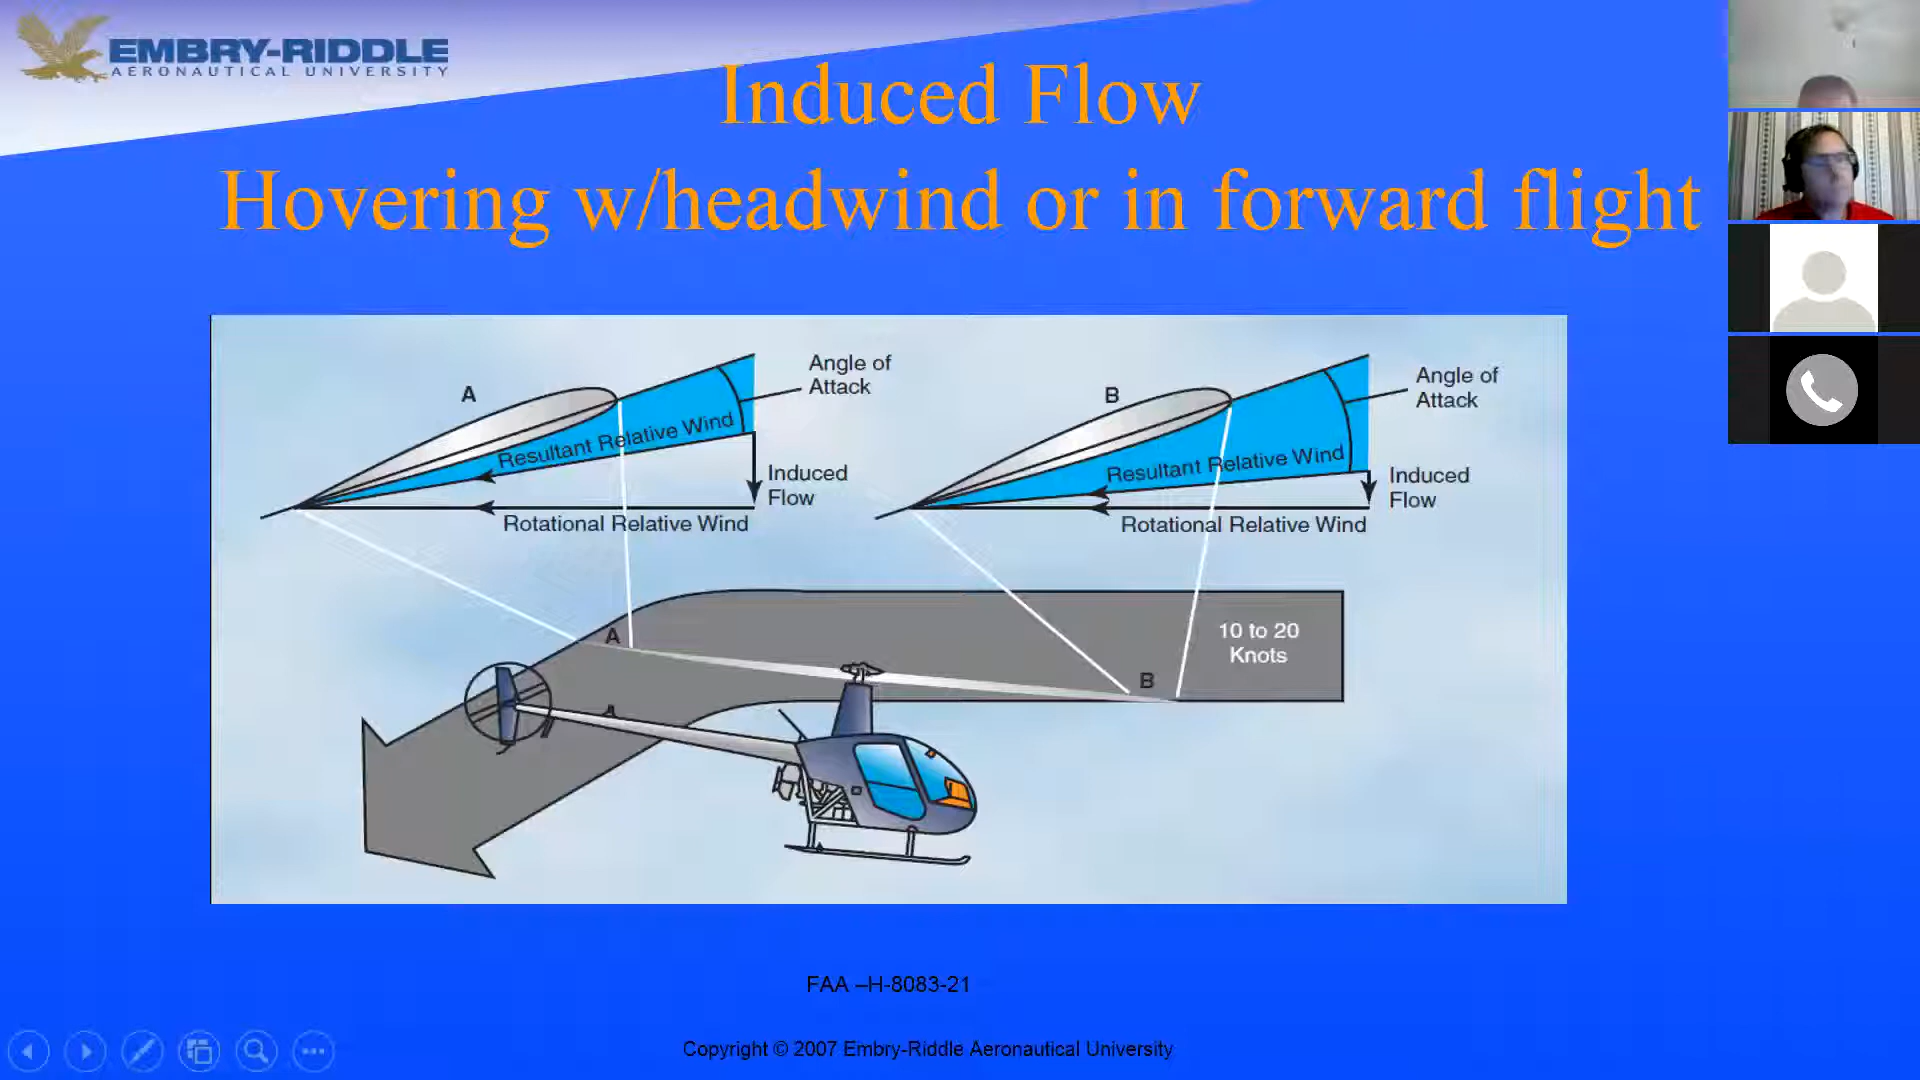 EMBRY-RIDDLE
AERONAUTICAL UNIVERSITY
Induced Flow
Hovering w/headwind or in forward flight
A
Angle of
Attack
Resultant Relative Wind
Induced
Flow
Rotational Relative Wind
B
Angle of
Attack
Resultant Relative Wind
Induced
Flow
Rotational Relative Wind
A
10 to 20
Knots
B
FAA –H-8083-21
Copyright © 2007 Embry-Riddle Aeronautical University